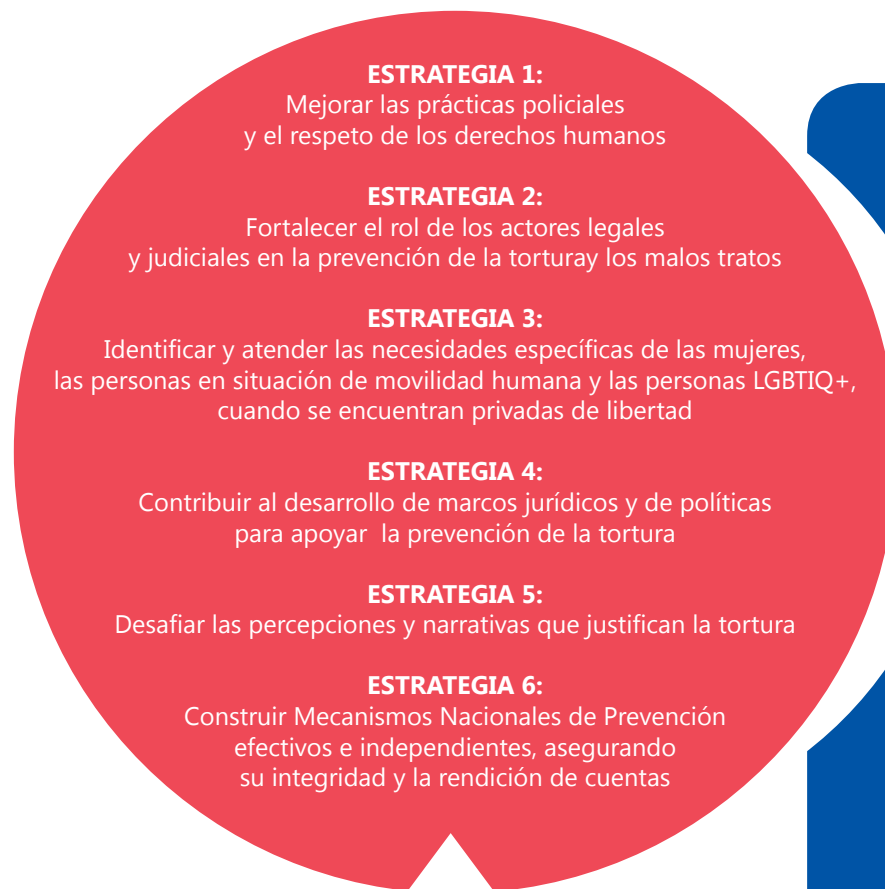 ESTRATEGIA 1:
Mejorar las prácticas policiales
y el respeto de los derechos humanos
ESTRATEGIA 2:
Fortalecer el rol de los actores legales
y judiciales en la prevención de la torturay los malos tratos
ESTRATEGIA 3:
Identificar y atender las necesidades específicas de las mujeres,
las personas en situación de movilidad humana y las personas LGBTIQ+,
cuando se encuentran privadas de libertad
ESTRATEGIA 4:
Contribuir al desarrollo de marcos jurídicos y de políticas
para apoyar  la prevención de la tortura
ESTRATEGIA 5:
Desafiar las percepciones y narrativas que justifican la tortura
ESTRATEGIA 6:
Construir Mecanismos Nacionales de Prevención
efectivos e independientes, asegurando
su integridad y la rendición de cuentas